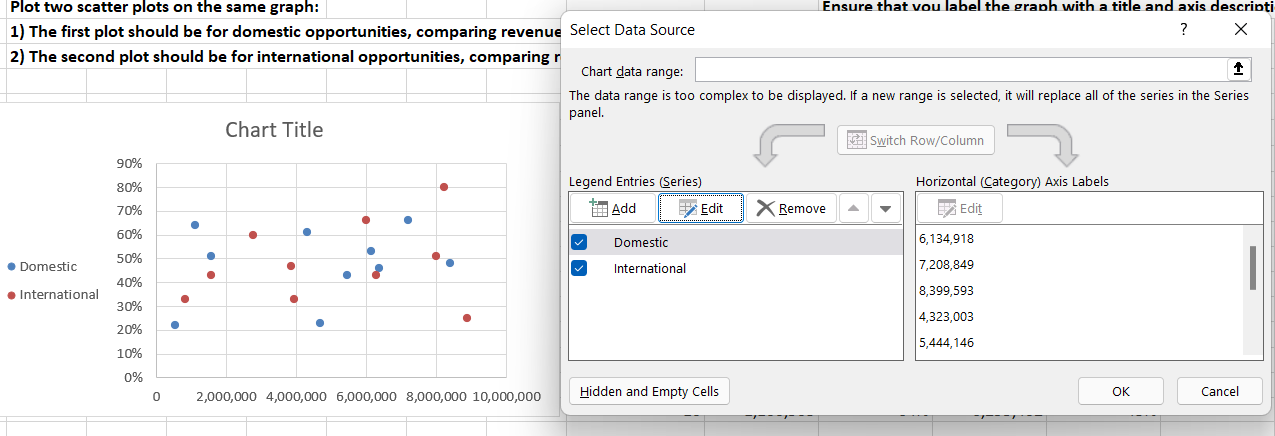 Plot two scatter plots on the same graph:
Ensure that you label the graph with a title and axis descripti
1) The first plot should be for domestic opportunities, comparing revenue
2) The second plot should be for international opportunities, comparing r
Select Data Source
?
Chart data range:
The data range is too complex to be displayed. If a new range is selected, it will replace all of the series in the Series
panel.
Switch Row/Column
Legend Entries (Series)
Horizontal (Category) Axis Labels
Add
Edit
Remove
Edit
Domestic
International
6,134,918
7,208,849
8,399,593
4,323,003
5,444,146
Hidden and Empty Cells
OK
Cancel
Chart Title
90%
80%
70%
60%
50%
40%
30%
20%
10%
0%
0
2,000,000
4,000,000
6,000,000
8,000,000
10,000,000
Domestic
International